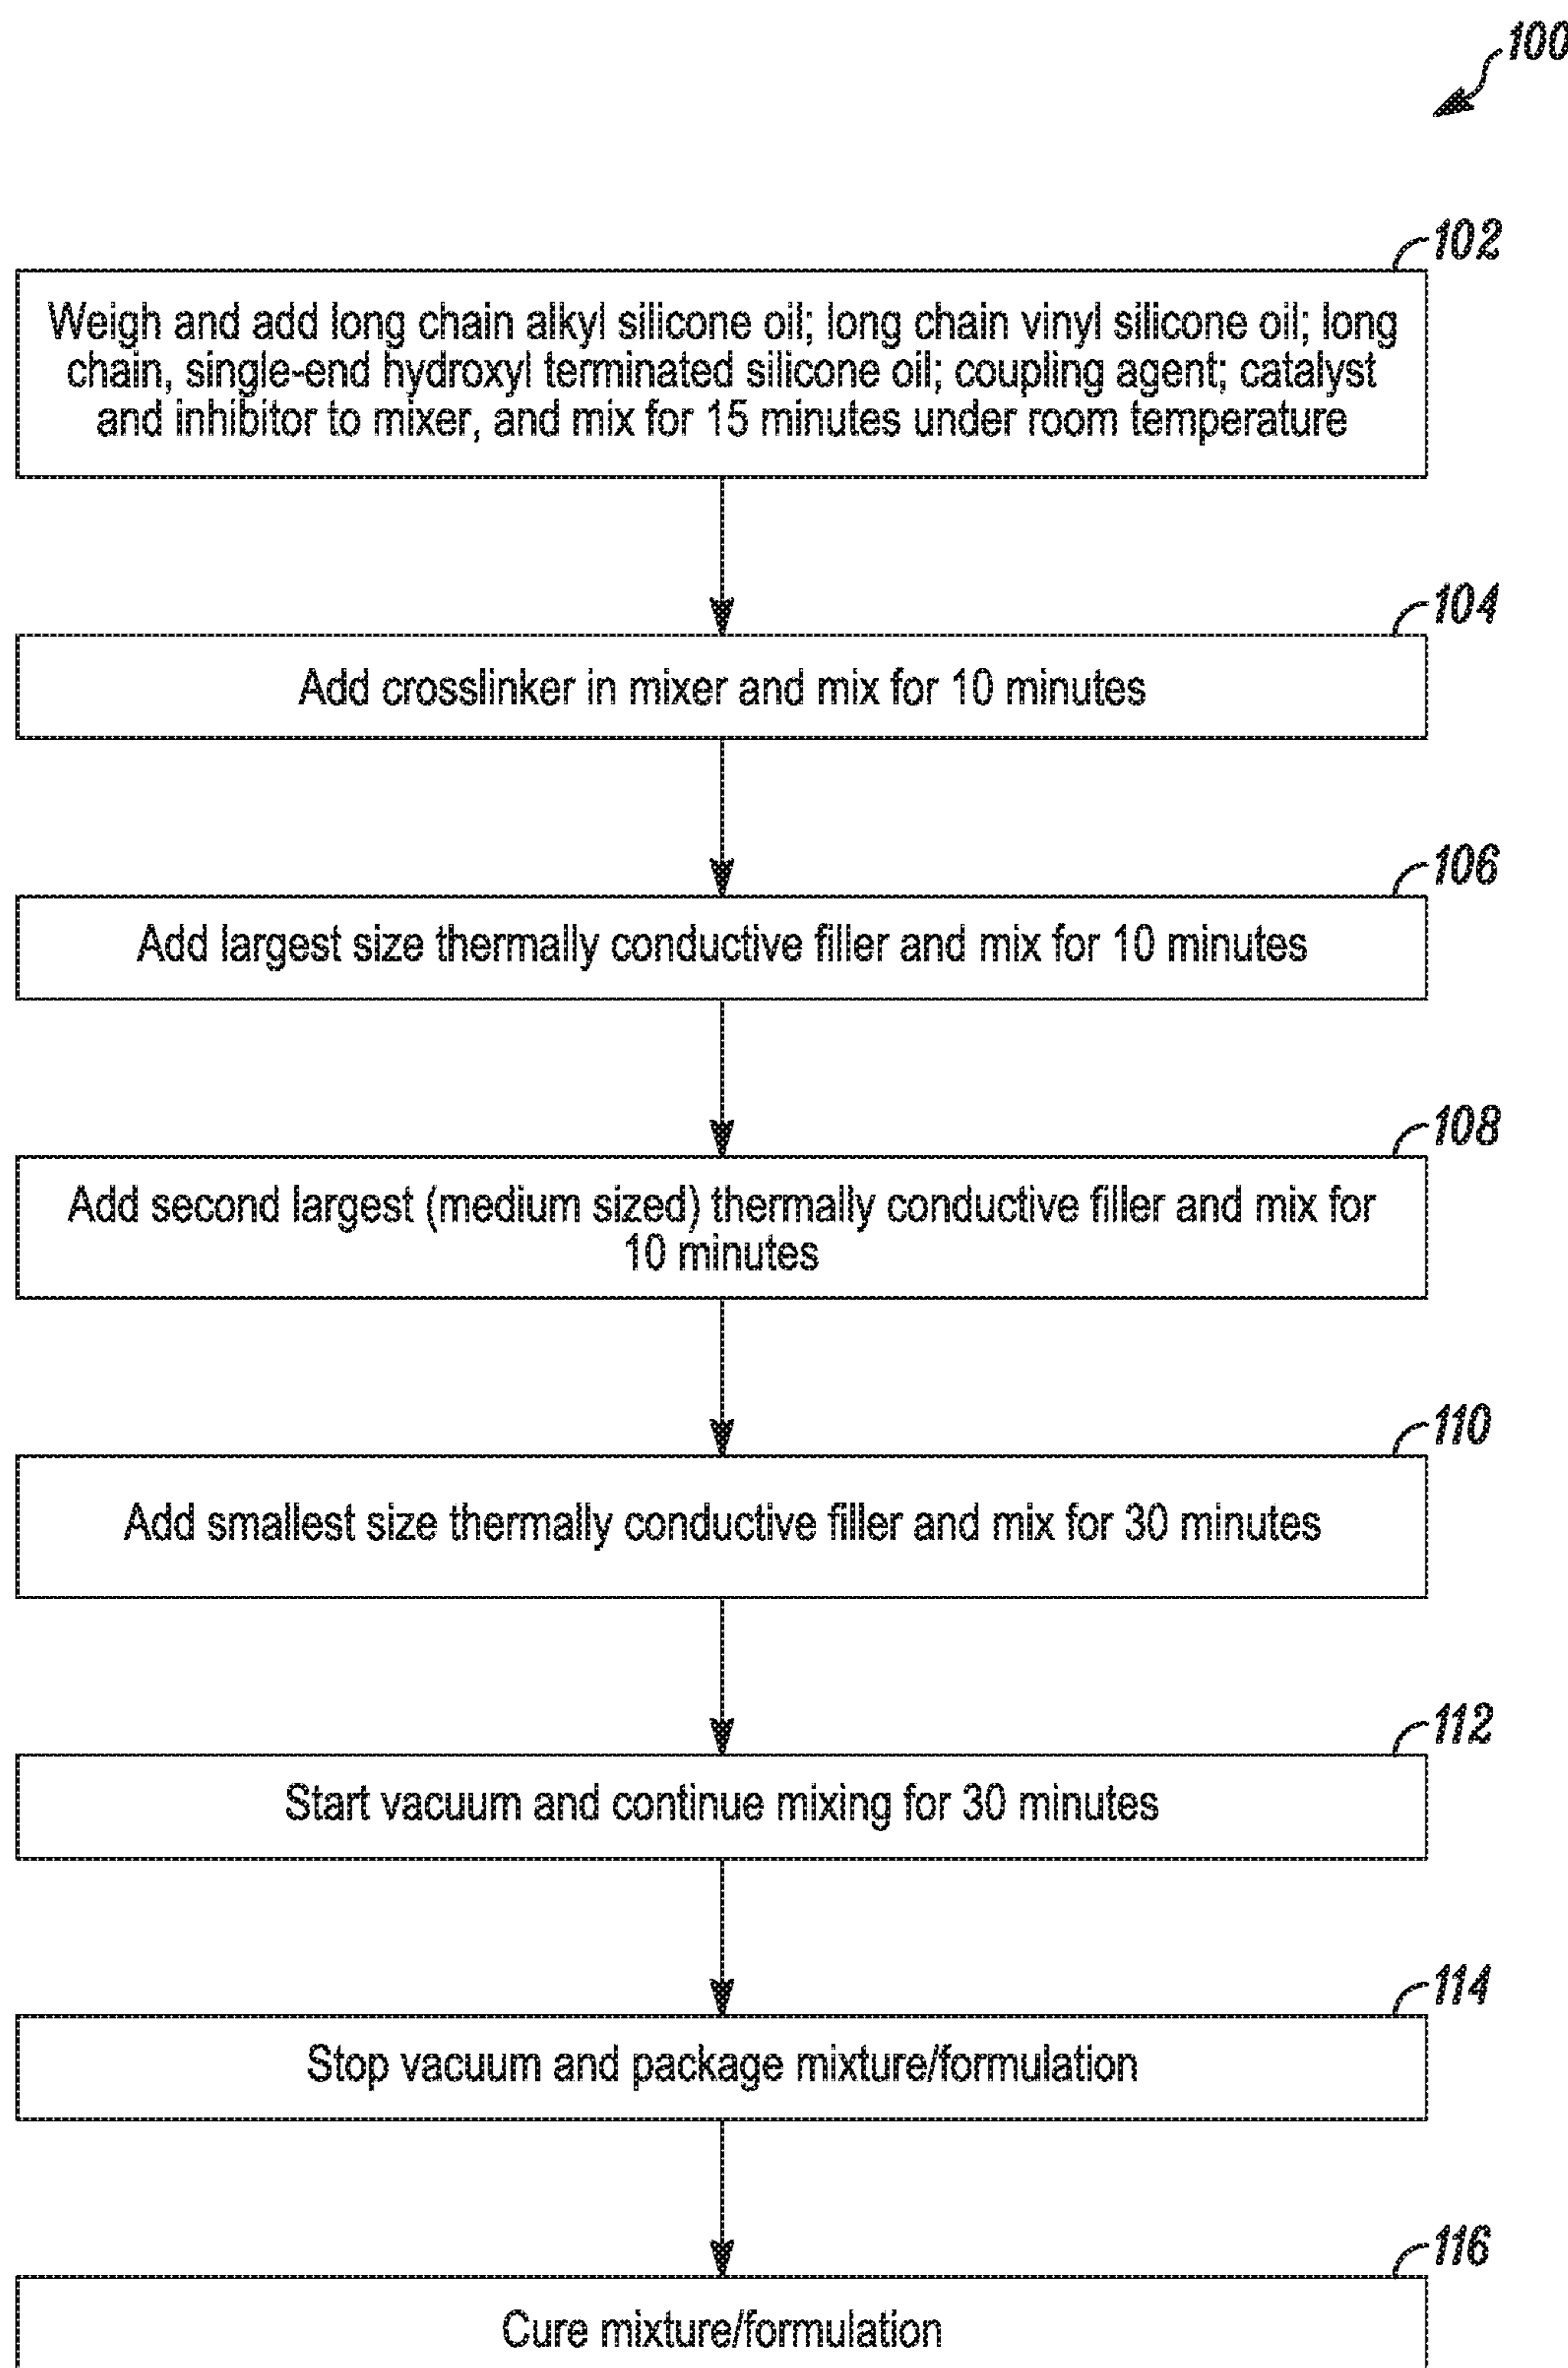 100
102
Weigh and add long chain alkyl silicone oil; long chain vinyl silicone oil; long
chain, single-end hydroxyl terminated silicone oil; coupling agent; catalyst
and inhibitor to mixer, and mix for 15 minutes under room temperature
104
Add crosslinker in mixer and mix for 10 minutes
106
Add largest size thermally conductive filler and mix for 10 minutes
108
Add second largest (medium sized) thermally conductive filler and mix for
10 minutes
110
Add smallest size thermally conductive filler and mix for 30 minutes
112
Start vacuum and continue mixing for 30 minutes
114
Stop vacuum and package mixture/formulation
116
Cure mixture/formulation